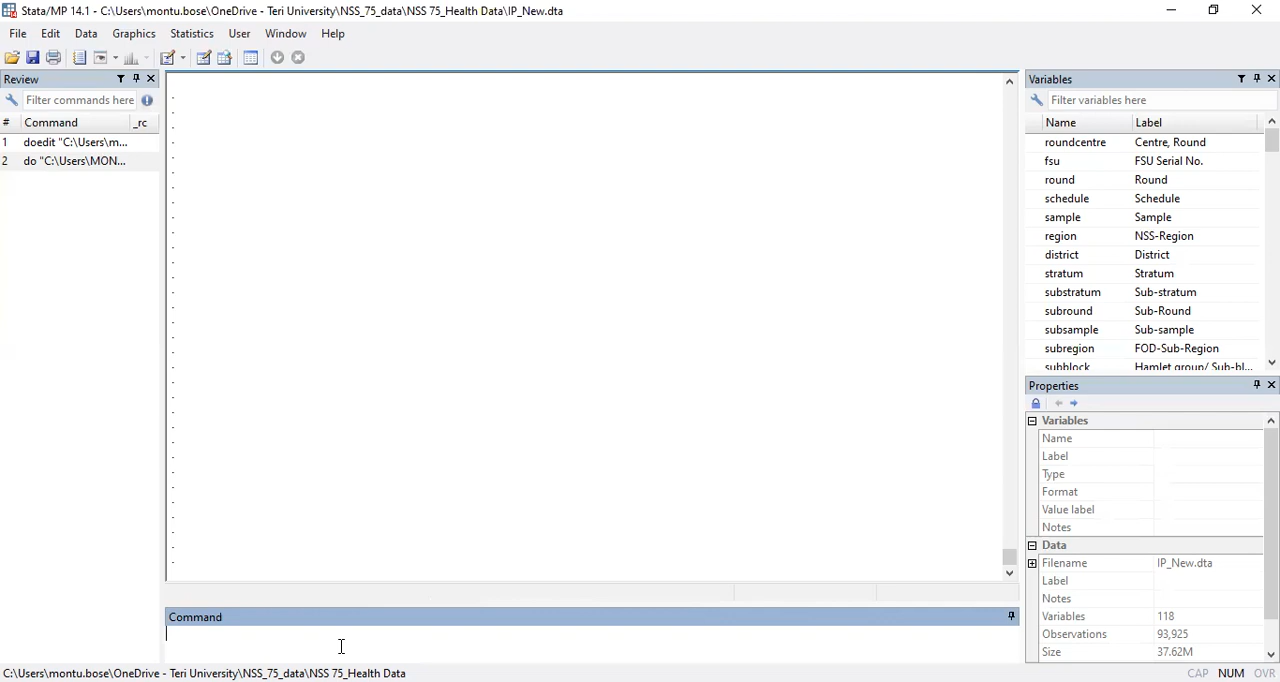 Stata/MP 14.1 - C:\Users\montu.bose\OneDrive - Teri University\NSS_75_data\NSS 75_Health Data\IP_New.dta
File Edit Data Graphics Statistics User Window Help
Review
Filter commands here
# Command _rc
1 doedit "C:\Users\m...
2 do "C:\Users\MON...
Command
Variables
Filter variables here
Name Label
roundcentre Centre, Round
fsu FSU Serial No.
round Round
schedule Schedule
sample Sample
region NSS-Region
district District
stratum Stratum
substratum Sub-stratum
subround Sub-Round
subsample Sub-sample
subregion FOD-Sub-Region
subblock Hamlet group/ Sub-bl...
Properties
Variables
Name
Label
Type
Format
Value label
Notes
Data
Filename IP_New.dta
Label
Notes
Variables 118
Observations 93,925
Size 37.62M
C:\Users\montu.bose\OneDrive - Teri University\NSS_75_data\NSS 75_Health Data
CAP NUM OVR